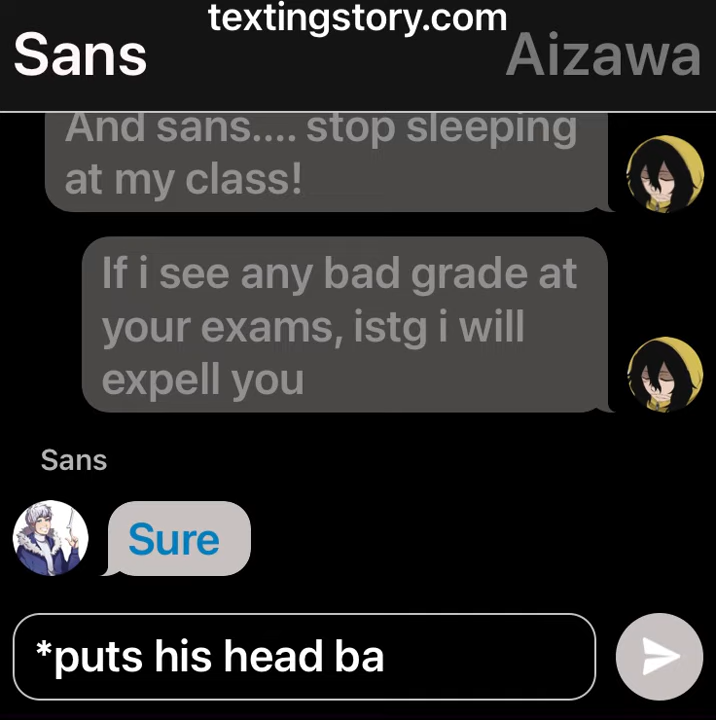 textingstory.com
Sans
Aizawa
And sans.... stop sleeping
at my class!
If i see any bad grade at
your exams, istg i will
expell you
Sans
Sure
*puts his head ba